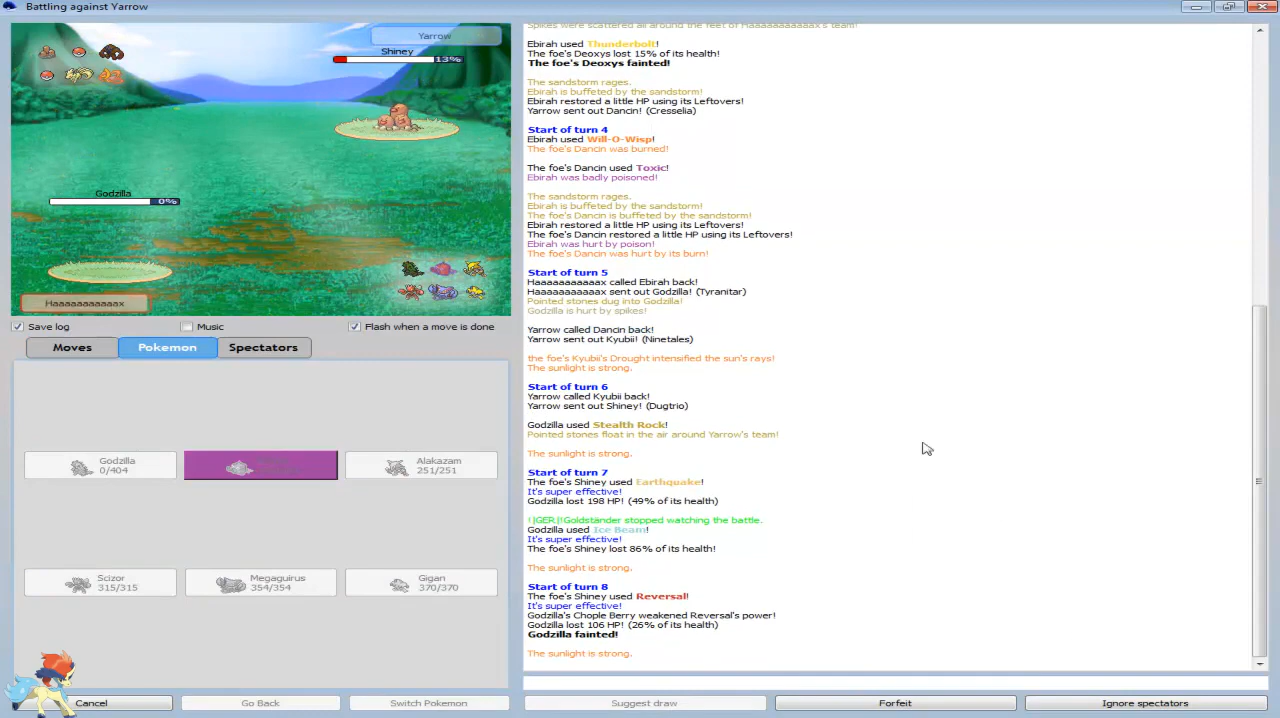 Battling against Yarrow
Yarrow
Shiney
13%
Godzilla
0%
Haaaaaaaaaaax
Save log
Music
Flash when a move is done
Moves
Pokemon
Spectators
Godzilla
0/404
Alakazam
251/251
Scizor
315/315
Megaguirus
354/354
Gigan
370/370
Cancel
Go Back
Switch Pokemon
Spikes were scattered all around the feet of Haaaaaaaaaaax's team!
Ebirah used Thunderbolt!
The foe's Deoxys lost 15% of its health!
The foe's Deoxys fainted!
The sandstorm rages.
Ebirah is buffeted by the sandstorm!
Ebirah restored a little HP using its Leftovers!
Yarrow sent out Dancin! (Cresselia)
Start of turn 4
Ebirah used Will-O-Wisp!
The foe's Dancin was burned!
The foe's Dancin used Toxic!
Ebirah was badly poisoned!
The sandstorm rages.
Ebirah is buffeted by the sandstorm!
The foe's Dancin is buffeted by the sandstorm!
Ebirah restored a little HP using its Leftovers!
The foe's Dancin restored a little HP using its Leftovers!
Ebirah was hurt by poison!
The foe's Dancin was hurt by its burn!
Start of turn 5
Haaaaaaaaaaax called Ebirah back!
Haaaaaaaaaaax sent out Godzilla! (Tyranitar)
Pointed stones dug into Godzilla!
Godzilla is hurt by spikes!
Yarrow called Dancin back!
Yarrow sent out Kyubii! (Ninetales)
the foe's Kyubii's Drought intensified the sun's rays!
The sunlight is strong.
Start of turn 6
Yarrow called Kyubii back!
Yarrow sent out Shiney! (Dugtrio)
Godzilla used Stealth Rock!
Pointed stones float in the air around Yarrow's team!
The sunlight is strong.
Start of turn 7
The foe's Shiney used Earthquake!
It's super effective!
Godzilla lost 198 HP! (49% of its health)
!|GER|!Goldständer stopped watching the battle.
Godzilla used Ice Beam!
It's super effective!
The foe's Shiney lost 86% of its health!
The sunlight is strong.
Start of turn 8
The foe's Shiney used Reversal!
It's super effective!
Godzilla's Chople Berry weakened Reversal's power!
Godzilla lost 106 HP! (26% of its health)
Godzilla fainted!
The sunlight is strong.
Suggest draw
Forfeit
Ignore spectators